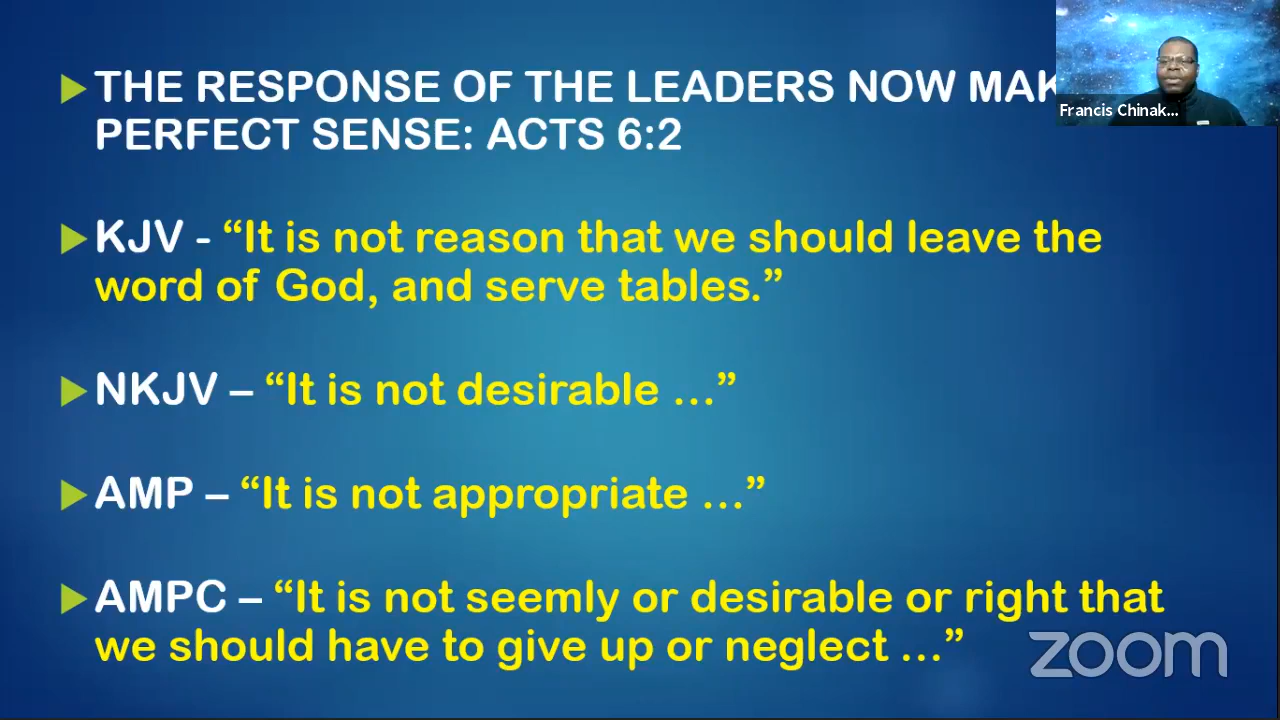 THE RESPONSE OF THE LEADERS NOW
PERFECT SENSE: ACTS 6:2
Francis Chinak...
KJV - “It is not reason that we should leave the
word of God, and serve tables.”
NKJV – “It is not desirable …”
AMP – “It is not appropriate …”
AMPC – “It is not seemly or desirable or right that
we should have to give up or neglect …”
zoom